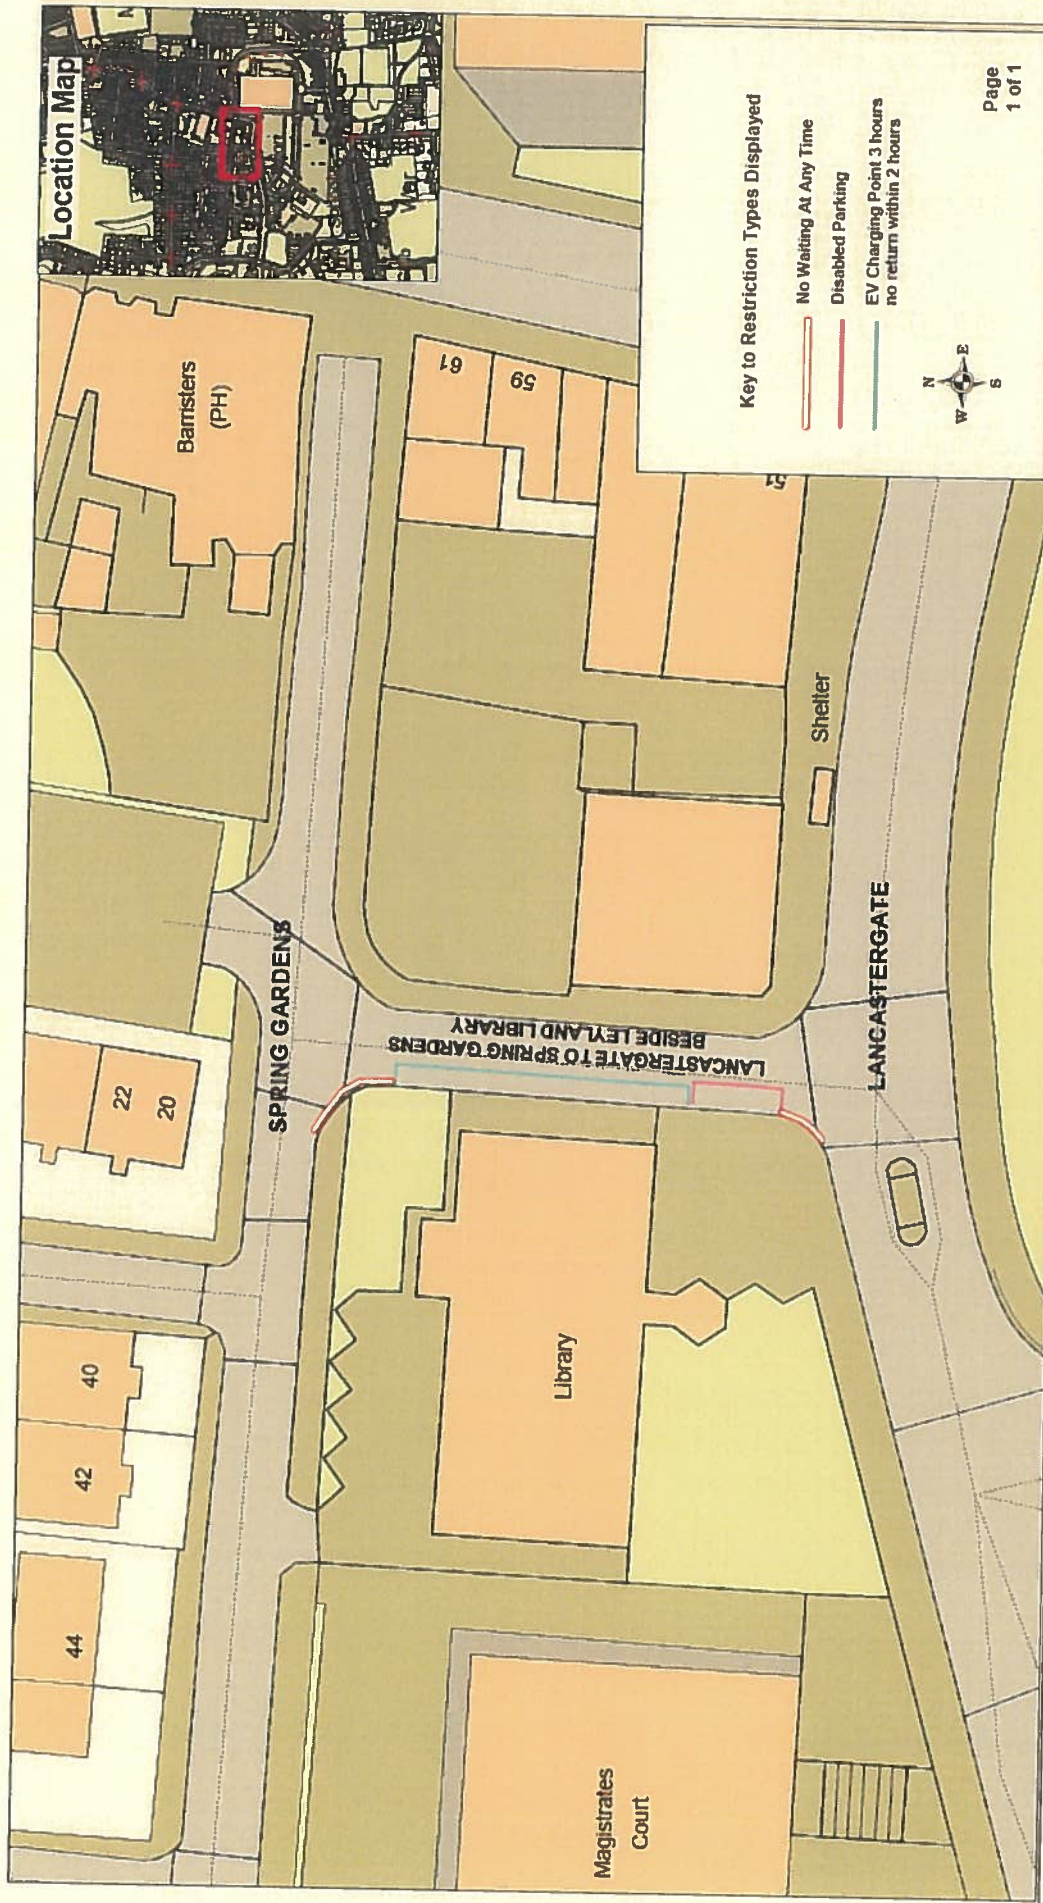 Location Map
Barristers
(PH)
61
59
51
22
20
SPRING GARDENS
LANCASTERGATE TO SPRING GARDENS
BESIDE LEYLAND LIBRARY
Shelter
LANCASTERGATE
40
42
44
Library
Magistrates
Court
Key to Restriction Types Displayed
No Waiting At Any Time
Disabled Parking
EV Charging Point 3 hours
no return within 2 hours
N
W
E
S
Page
1 of 1